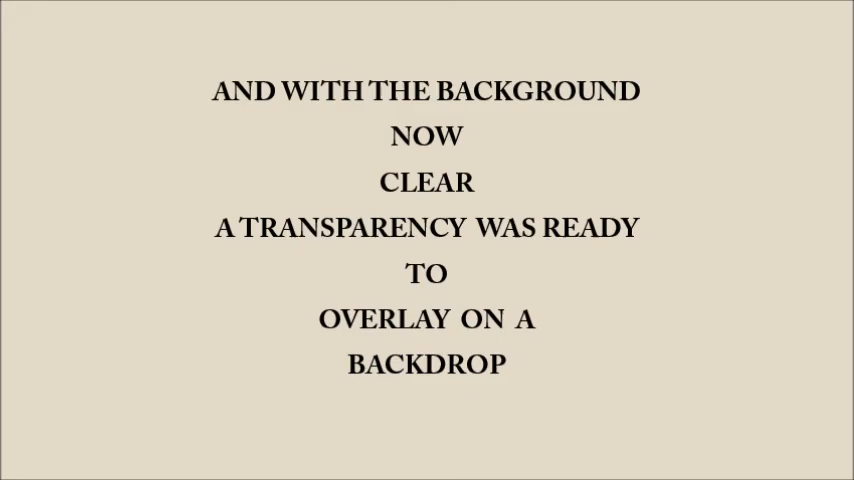 AND WITH THE BACKGROUND
NOW
CLEAR
A TRANSPARENCY WAS READY
TO
OVERLAY ON A
BACKDROP